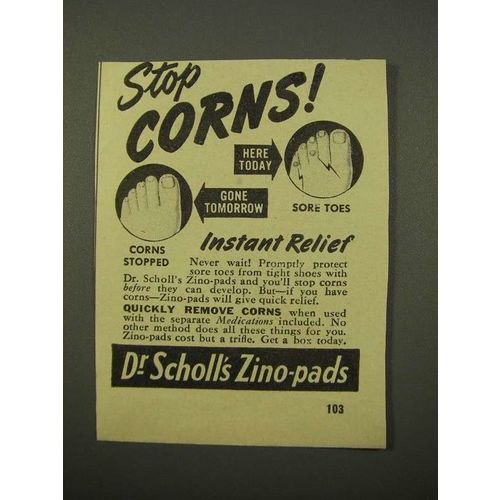 Stop
CORNS!
HERE
TODAY
GONE
TOMORROW
SORE TOES
CORNS
STOPPED
Instant Relief
Never wait! Promptly protect
sore toes from tight shoes with
Dr. Scholl's Zino-pads and you'll stop corns
before they can develop. But—if you have
corns—Zino-pads will give quick relief.
QUICKLY REMOVE CORNS when used
with the separate Medications included. No
other method does all these things for you.
Zino-pads cost but a trifle. Get a box today.
Dr Scholl's Zino-pads
103